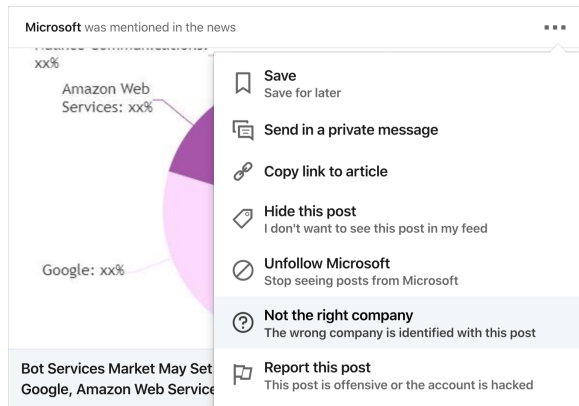 Microsoft was mentioned in the news
xx%
Amazon Web
Services: xx%
Google: xx%
Bot Services Market May Set
Google, Amazon Web Service
Save
Save for later
Send in a private message
Copy link to article
Hide this post
I don't want to see this post in my feed
Unfollow Microsoft
Stop seeing posts from Microsoft
Not the right company
The wrong company is identified with this post
Report this post
This post is offensive or the account is hacked